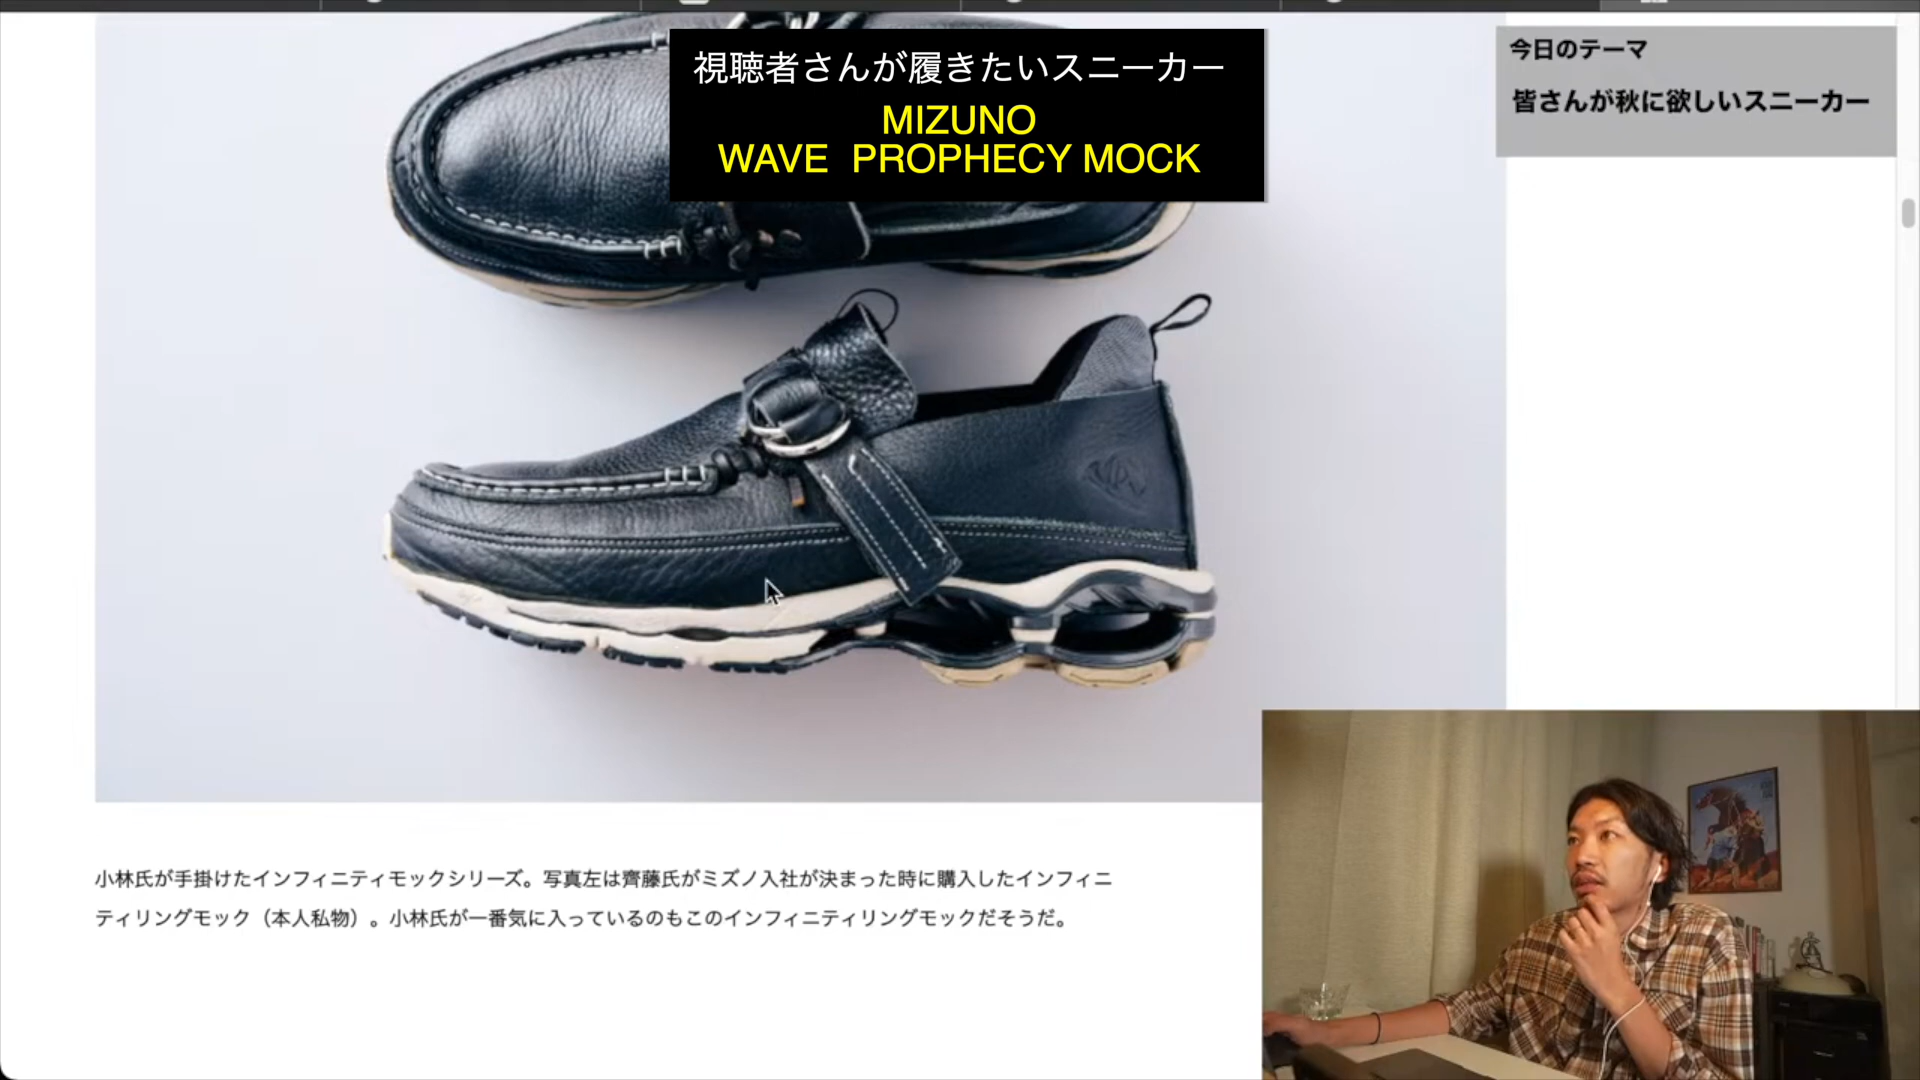 視聴者さんが履きたいスニーカー
MIZUNO
WAVE PROPHECY MOCK
今日のテーマ
皆さんが秋に欲しいスニーカー
小林氏が手掛けたインフィニティモックシリーズ。写真左は齊藤氏がミズノ入社が決まった時に購入したインフィニ
ティリングモック（本人私物）。小林氏が一番気に入っているのもこのインフィニティリングモックだそうだ。